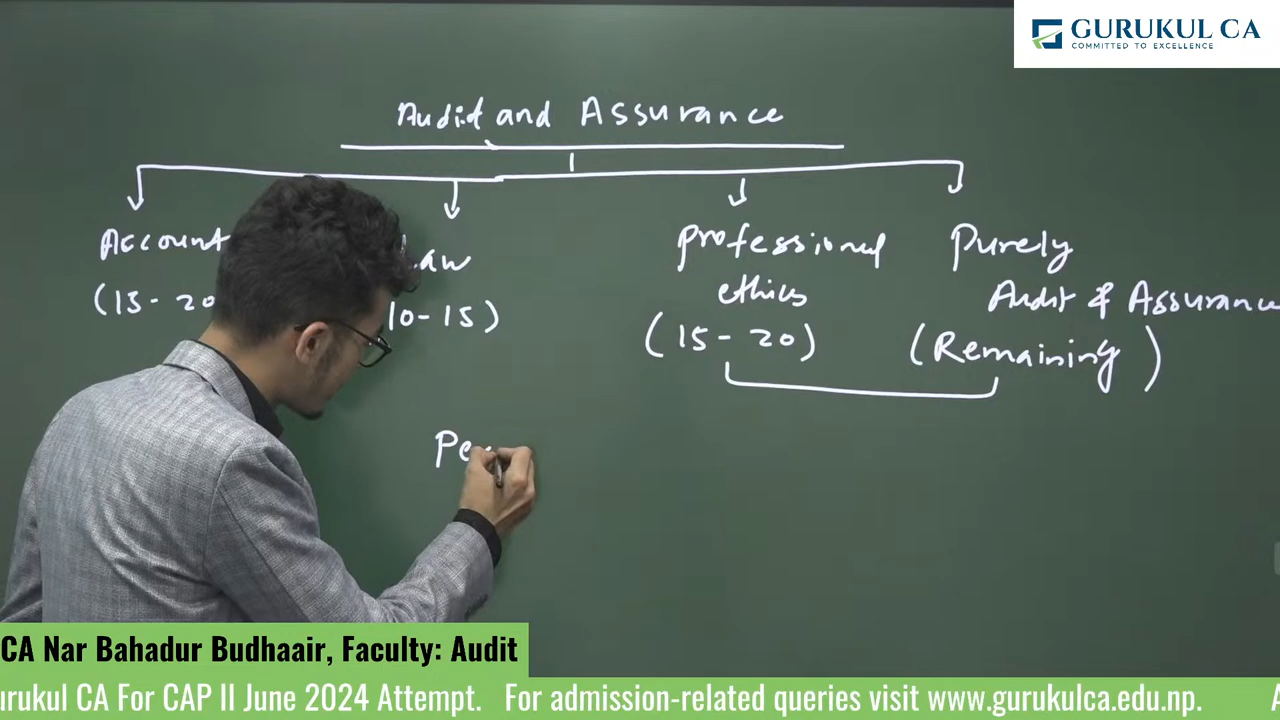 GURUKUL CA
COMMITTED TO EXCELLENCE
Audit and Assurance
Account
Law
Professional
ethics
Purely
Audit & Assurance
(15 - 20
10 - 15)
(15 - 20)
(Remaining)
CA Nar Bahadur Budhaair, Faculty: Audit
urukul CA For CAP II June 2024 Attempt. For admission-related queries visit www.gurukulca.edu.np.